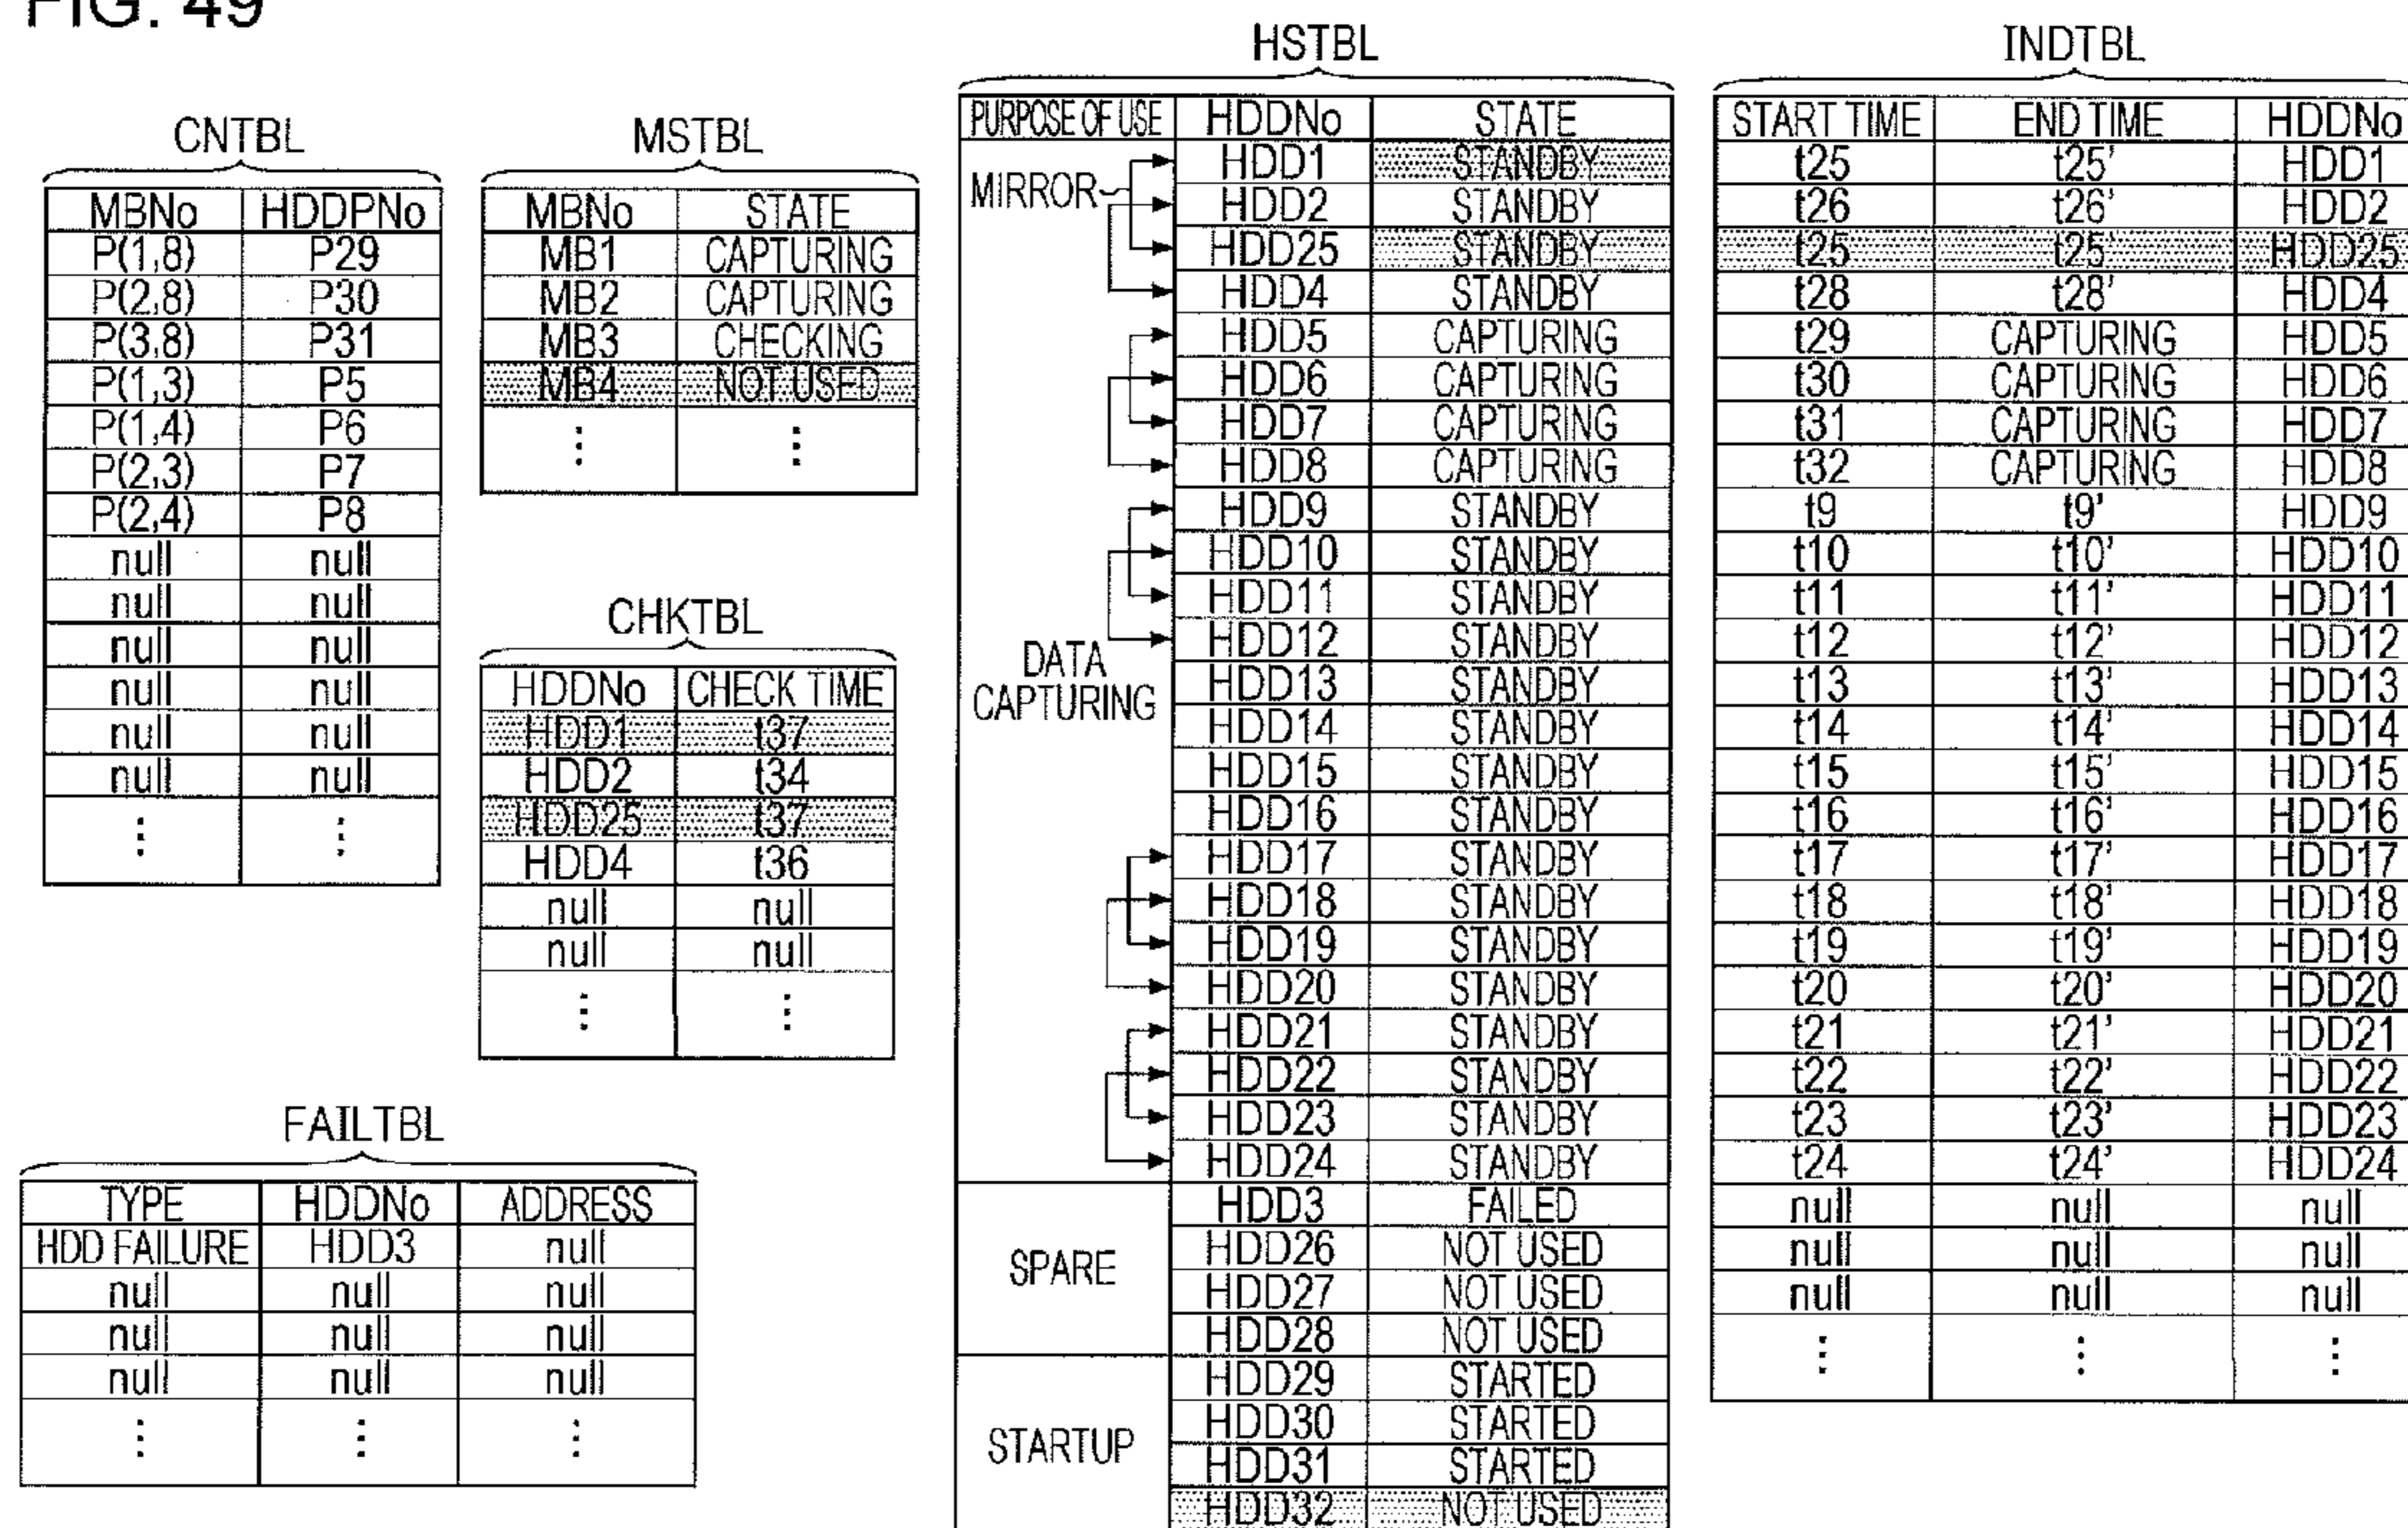 FIG. 49
CNTBL
MBNo HDDPNo
P(1,8) P29
P(2,8) P30
P(3,8) P31
P(1,3) P5
P(1,4) P6
P(2,3) P7
P(2,4) P8
null null
null null
null null
null null
null null
null null
⋮ ⋮
MSTBL
MBNo STATE
MB1 CAPTURING
MB2 CAPTURING
MB3 CHECKING
MB4 NOT USED
⋮ ⋮
CHKTBL
HDDNo CHECK TIME
HDD1 t37
HDD2 t34
HDD25 t37
HDD4 t36
null null
null null
⋮ ⋮
FAILTBL
TYPE HDDNo ADDRESS
HDD FAILURE HDD3 null
null null null
null null null
null null null
⋮ ⋮ ⋮
HSTBL
PURPOSE OF USE HDDNo STATE
MIRROR
DATA
CAPTURING
HDD1 STANDBY
HDD2 STANDBY
HDD25 STANDBY
HDD4 STANDBY
HDD5 CAPTURING
HDD6 CAPTURING
HDD7 CAPTURING
HDD8 CAPTURING
HDD9 STANDBY
HDD10 STANDBY
HDD11 STANDBY
HDD12 STANDBY
HDD13 STANDBY
HDD14 STANDBY
HDD15 STANDBY
HDD16 STANDBY
HDD17 STANDBY
HDD18 STANDBY
HDD19 STANDBY
HDD20 STANDBY
HDD21 STANDBY
HDD22 STANDBY
HDD23 STANDBY
HDD24 STANDBY
SPARE
HDD3 FAILED
HDD26 NOT USED
HDD27 NOT USED
HDD28 NOT USED
STARTUP
HDD29 STARTED
HDD30 STARTED
HDD31 STARTED
HDD32 NOT USED
INDTBL
START TIME END TIME HDDNo
t25 t25' HDD1
t26 t26' HDD2
t25 t25' HDD25
t28 t28' HDD4
t29 CAPTURING HDD5
t30 CAPTURING HDD6
t31 CAPTURING HDD7
t32 CAPTURING HDD8
t9 t9' HDD9
t10 t10' HDD10
t11 t11' HDD11
t12 t12' HDD12
t13 t13' HDD13
t14 t14' HDD14
t15 t15' HDD15
t16 t16' HDD16
t17 t17' HDD17
t18 t18' HDD18
t19 t19' HDD19
t20 t20' HDD20
t21 t21' HDD21
t22 t22' HDD22
t23 t23' HDD23
t24 t24' HDD24
null null null
null null null
null null null
⋮ ⋮ ⋮